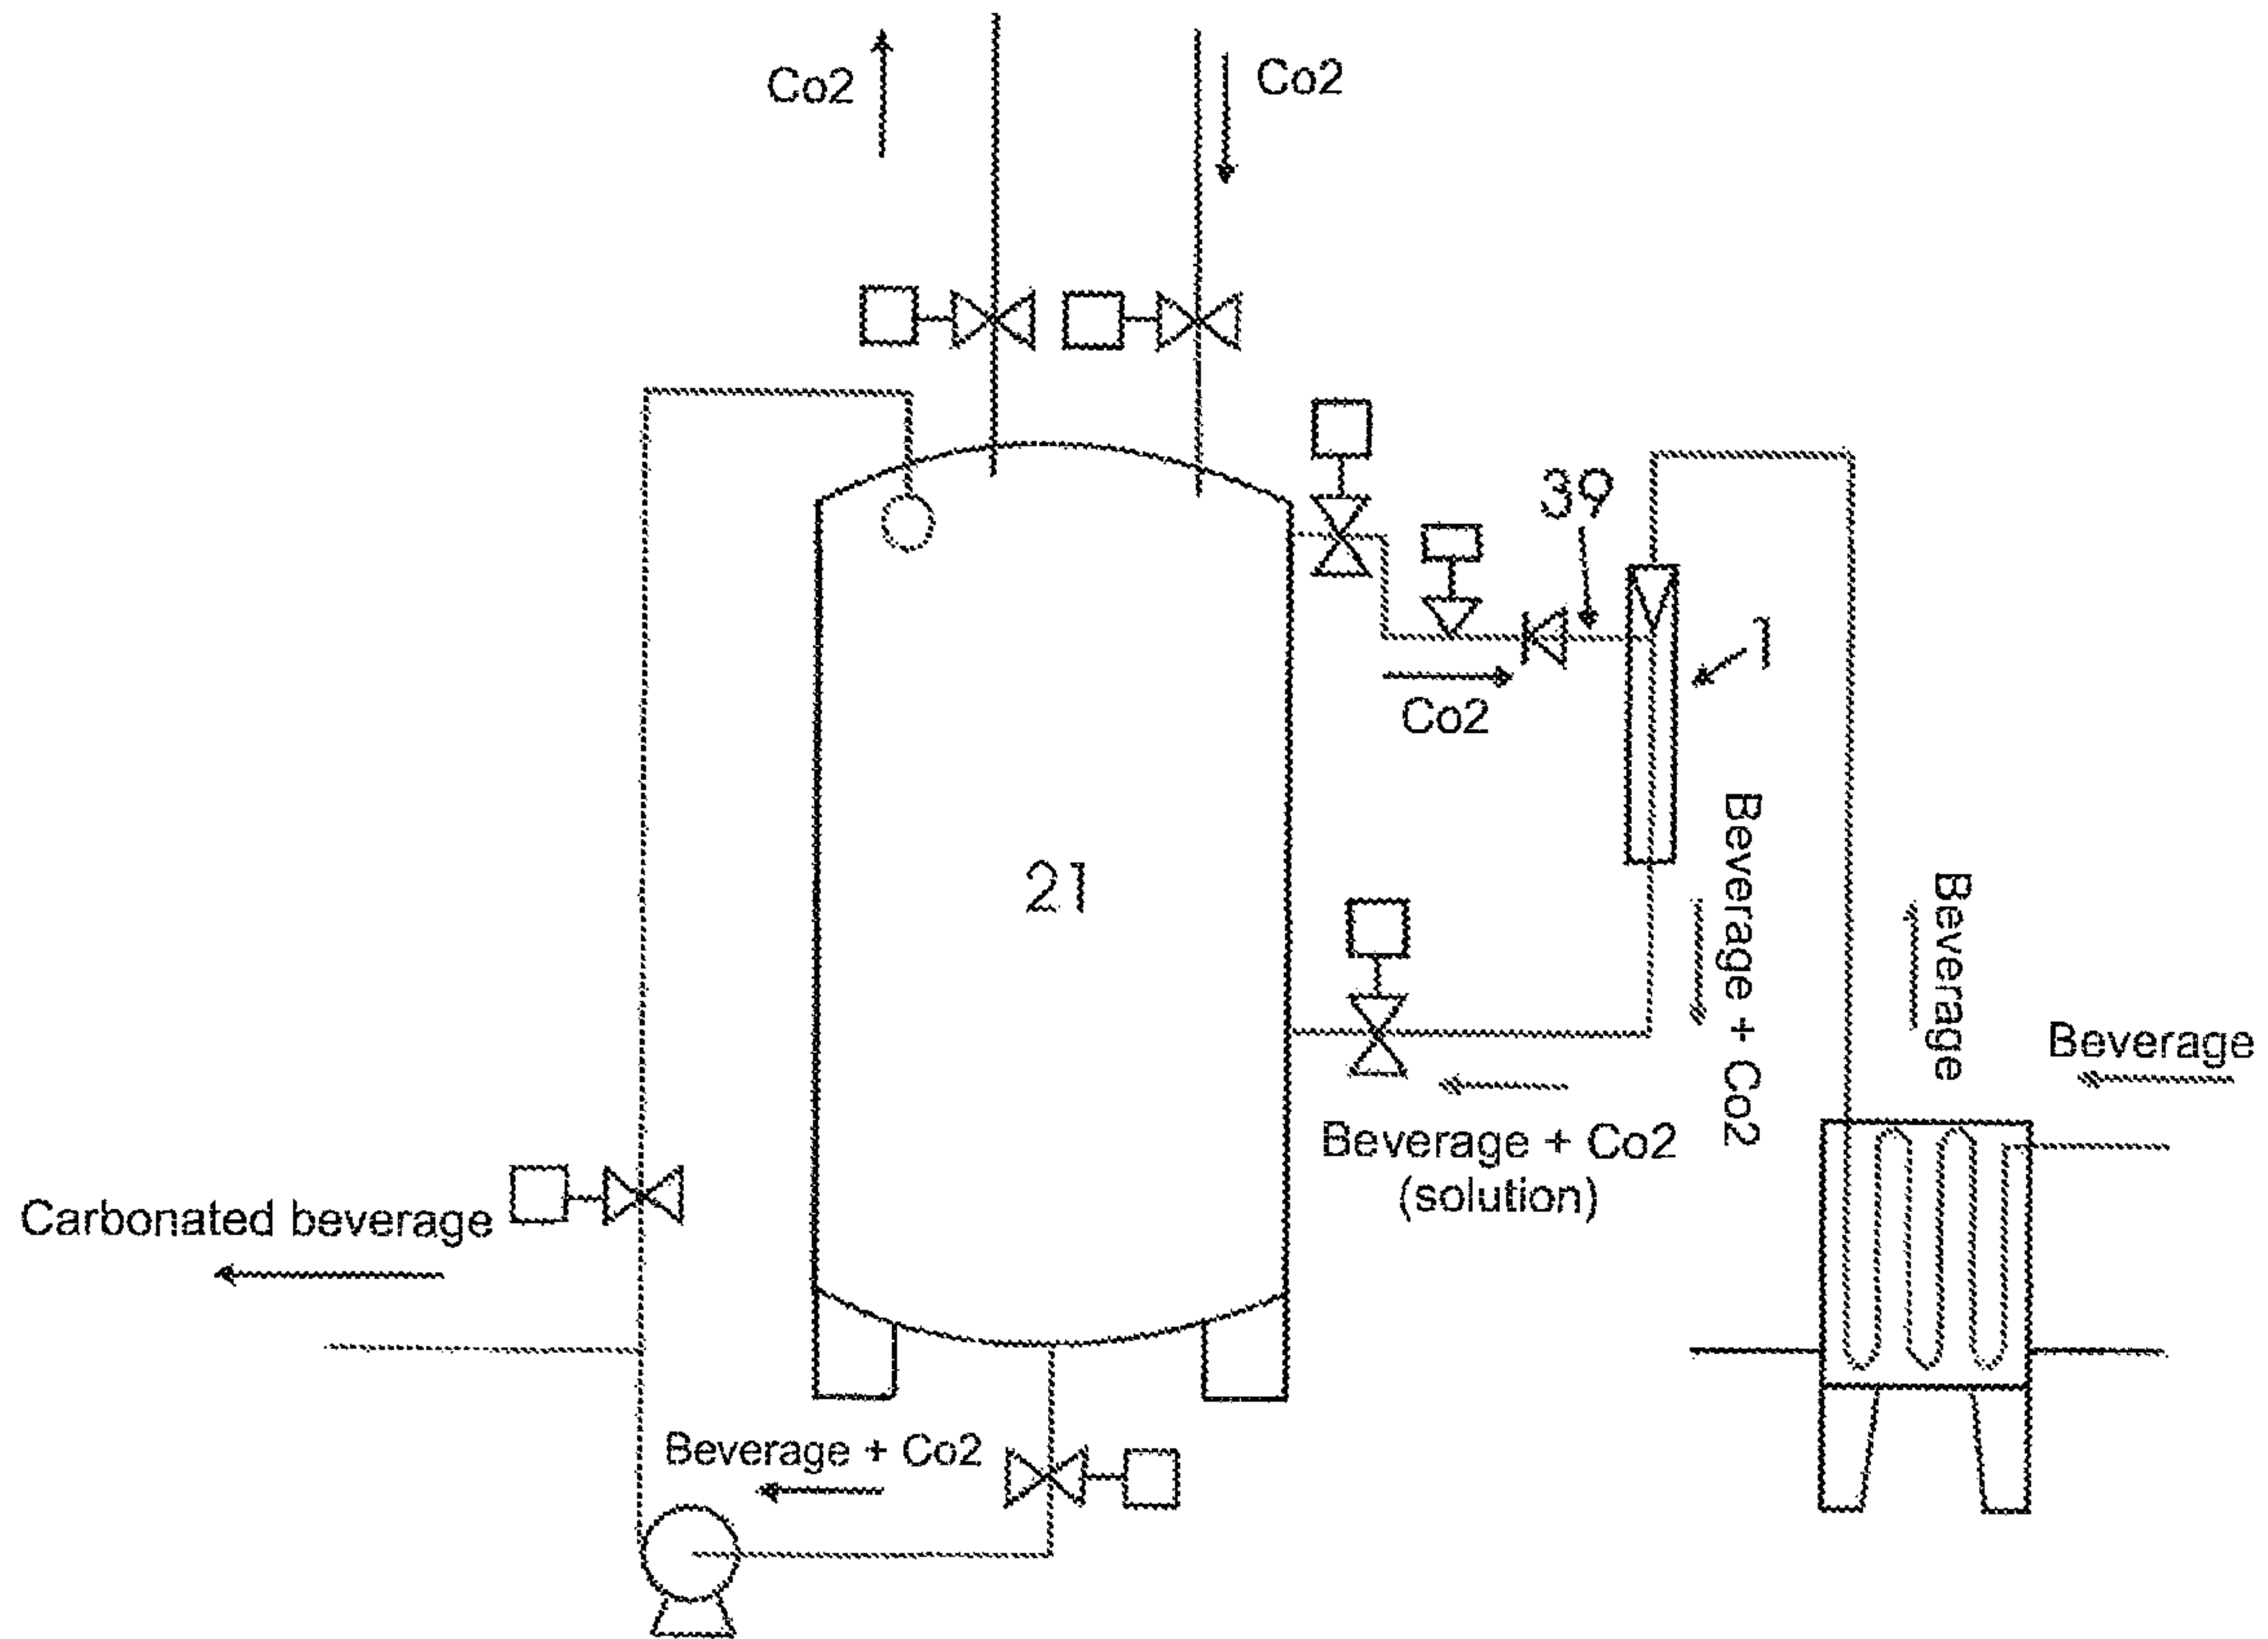 Co2
Co2
39
1
Co2
21
Beverage + Co2
Beverage
Beverage
Beverage + Co2
(solution)
Carbonated beverage
Beverage + Co2